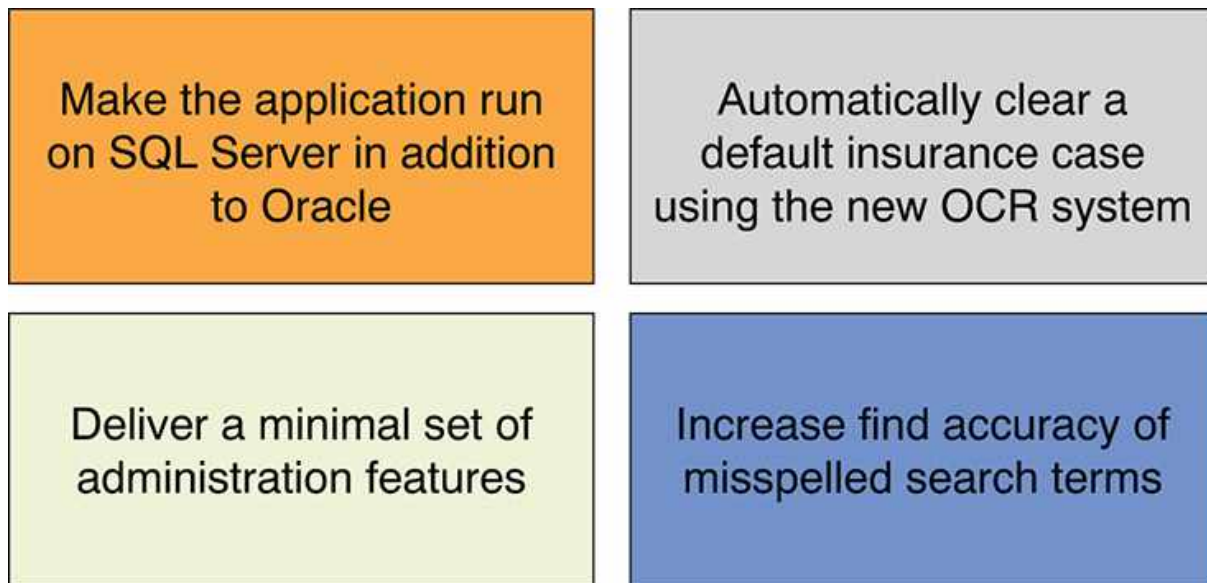 Make the application run
on SQL Server in addition
to Oracle
Automatically clear a
default insurance case
using the new OCR system
Deliver a minimal set of
administration features
Increase find accuracy of
misspelled search terms